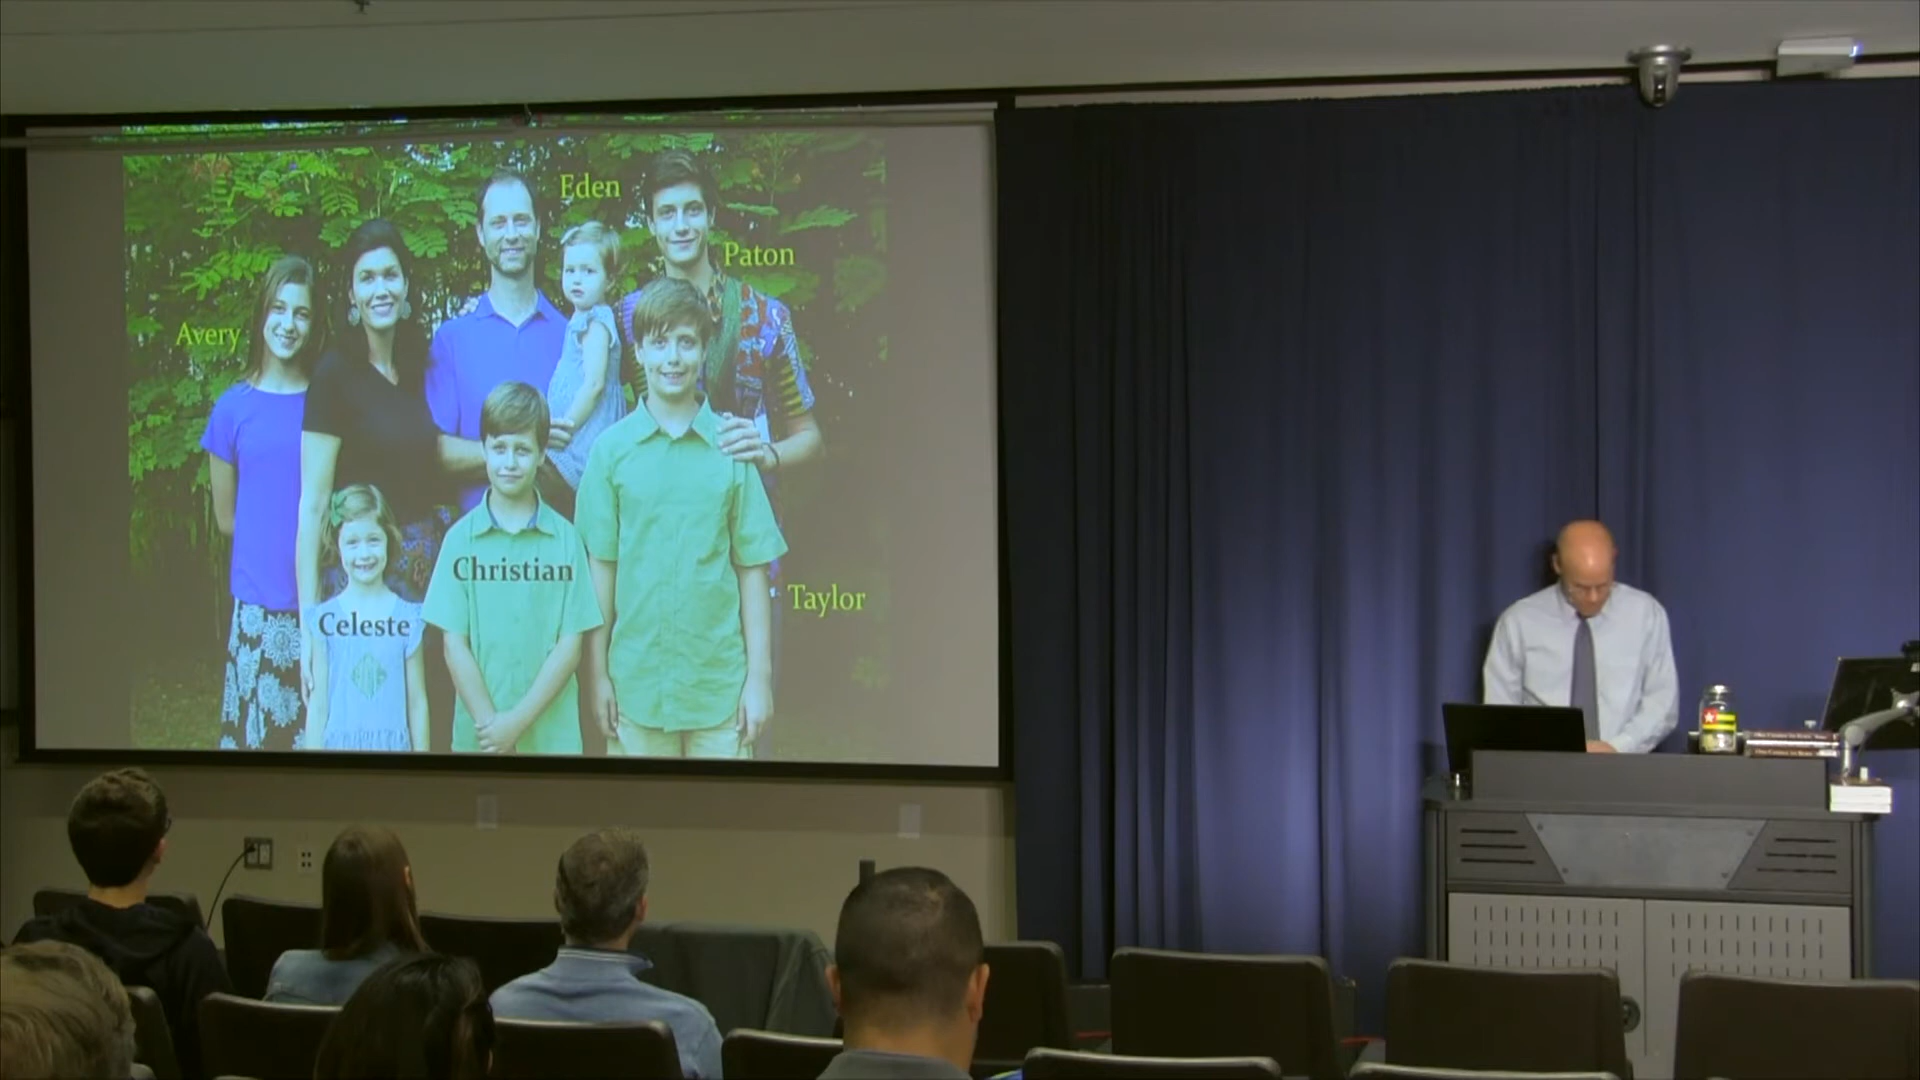 Eden
Paton
Avery
Christian
Celeste
Taylor